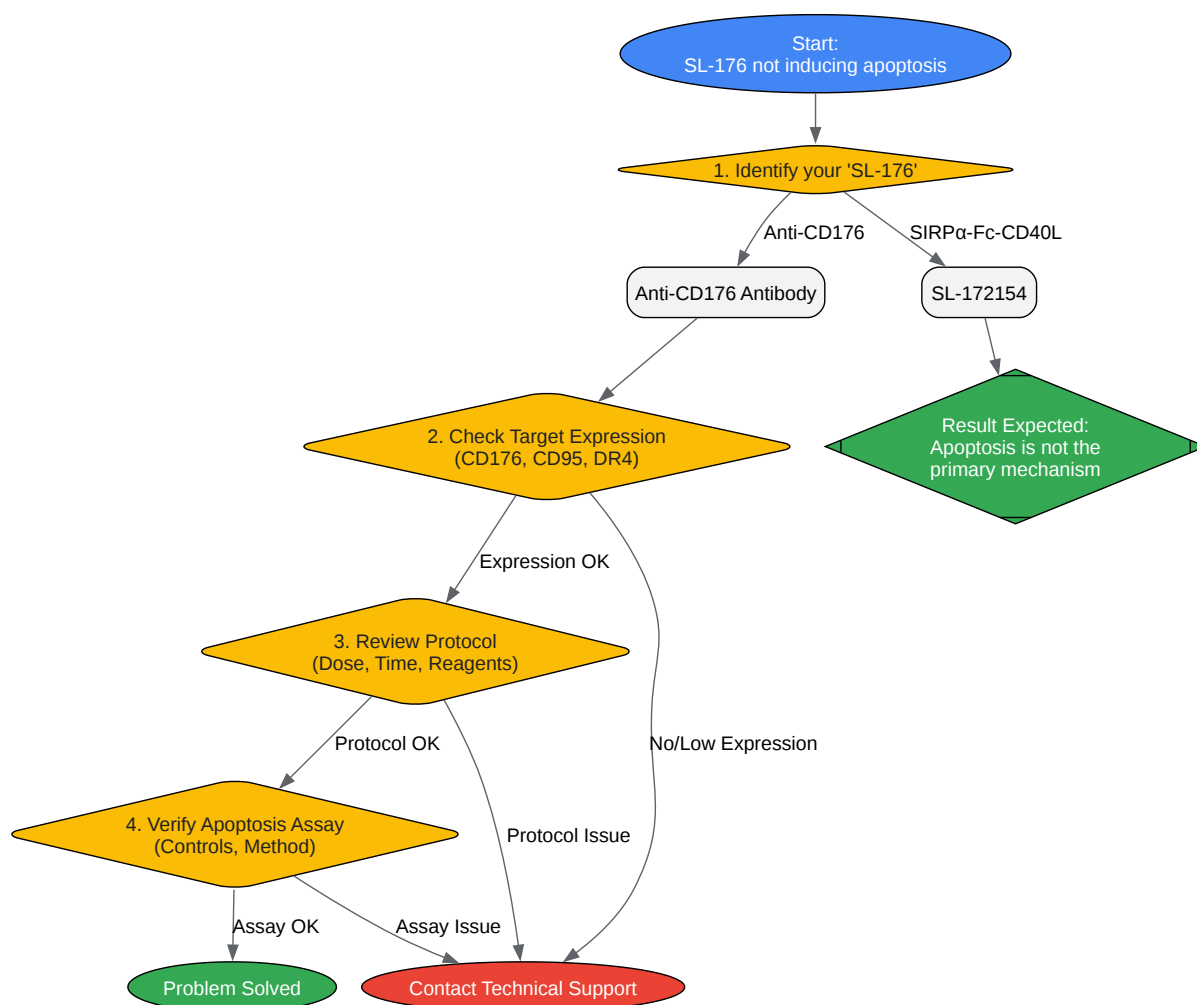 Start:
SL-176 not inducing apoptosis
1. Identify your 'SL-176'
Anti-CD176
SIRPα-Fc-CD40L
Anti-CD176 Antibody
SL-172154
2. Check Target Expression
(CD176, CD95, DR4)
Result Expected:
Apoptosis is not the
primary mechanism
Expression OK
3. Review Protocol
(Dose, Time, Reagents)
Protocol OK
No/Low Expression
4. Verify Apoptosis Assay
(Controls, Method)
Protocol Issue
Assay OK
Assay Issue
Problem Solved
Contact Technical Support